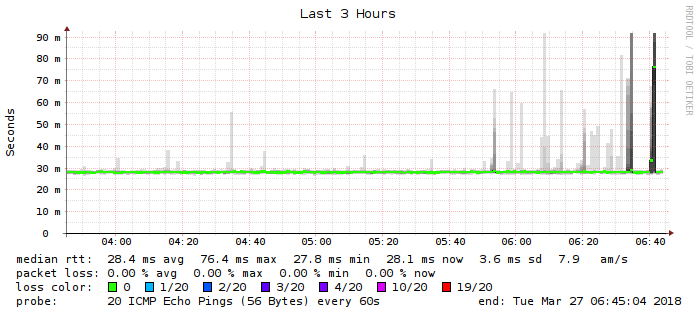 Last 3 Hours
RRDTOOL / TOBI OETIKER
Seconds
90 m
80 m
70 m
60 m
50 m
40 m
30 m
20 m
10 m
0
04:00 04:20 04:40 05:00 05:20 05:40 06:00 06:20 06:40
median rtt: 28.4 ms avg 76.4 ms max 27.8 ms min 28.1 ms now 3.6 ms sd 7.9 am/s
packet loss: 0.00 % avg 0.00 % max 0.00 % min 0.00 % now
loss color: 0 1/20 2/20 3/20 4/20 10/20 19/20
probe: 20 ICMP Echo Pings (56 Bytes) every 60s end: Tue Mar 27 06:45:04 2018